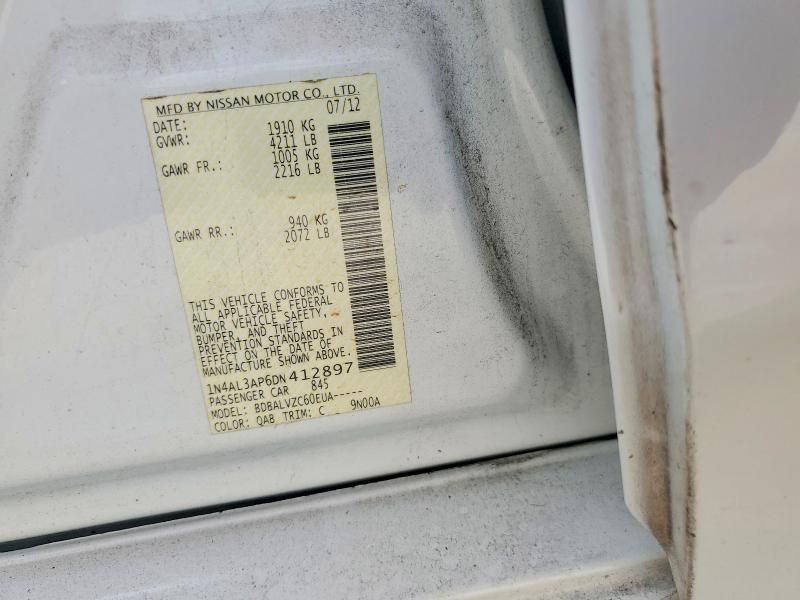 MFD BY NISSAN MOTOR CO., LTD.
DATE: 07/12
GVWR: 1910 KG
4211 LB
GAWR FR.: 1005 KG
2216 LB
GAWR RR.: 940 KG
2072 LB
THIS VEHICLE CONFORMS TO
ALL APPLICABLE FEDERAL
MOTOR VEHICLE SAFETY,
BUMPER, AND THEFT
PREVENTION STANDARDS IN
EFFECT ON THE DATE OF
MANUFACTURE SHOWN ABOVE.
1N4AL3AP6DN412897
PASSENGER CAR 845
MODEL: BDBALVZC60EUA-----
COLOR: QAB TRIM: C 9N00A